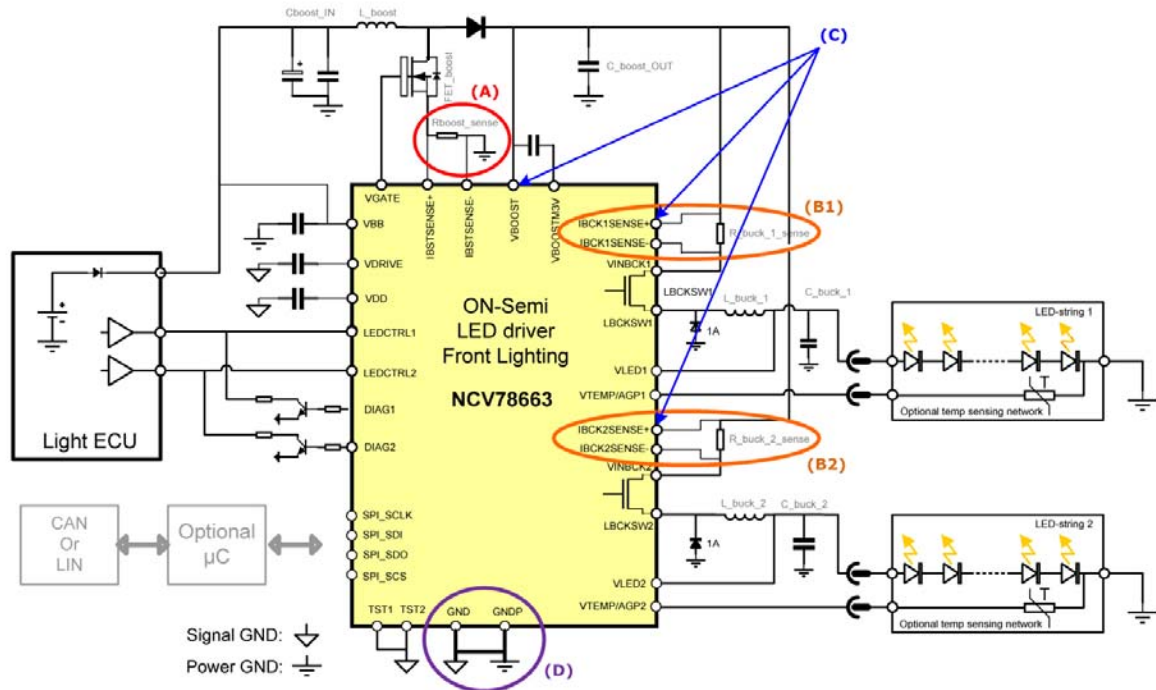 Cboost_IN
L_boost
(C)
C_boost_OUT
FET_boost
(A)
Rboost_sense
VGATE
IBSTSENSE+
IBSTSENSE-
VBOOST
VBOOSTM3V
(B1)
IBCK1SENSE+
R_buck_1_sense
IBCK1SENSE-
VBB
VDRIVE
VINBCK1
VDD
ON-Semi
LED driver
Front Lighting
NCV78663
LBCKSW1
L_buck_1
C_buck_1
LBCKSW1
1A
LED-string 1
LEDCTRL1
LEDCTRL2
VLED1
T
VTEMP/AGP1
Optional temp sensing network
DIAG1
DIAG2
Light ECU
IBCK2SENSE+
R_buck_2_sense
IBCK2SENSE-
(B2)
VINBCK2
L_buck_2
C_buck_2
LBCKSW2
1A
LED-string 2
CAN
Or
LIN
Optional
µC
SPI_SCLK
SPI_SDI
SPI_SDO
SPI_SCS
VLED2
T
VTEMP/AGP2
Optional temp sensing network
TST1
TST2
GND
GNDP
Signal GND:
Power GND:
(D)